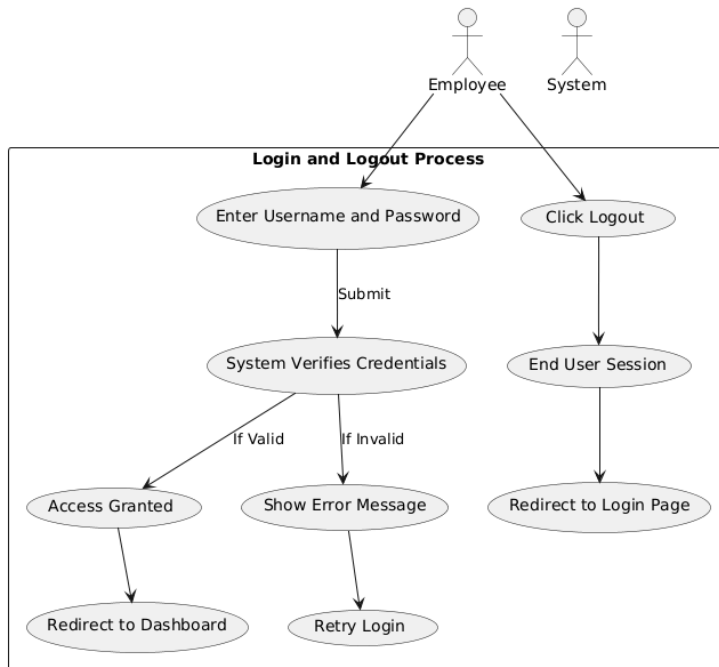 Employee
System
Login and Logout Process
Enter Username and Password
Click Logout
Submit
System Verifies Credentials
End User Session
If Valid
If Invalid
Access Granted
Show Error Message
Redirect to Login Page
Redirect to Dashboard
Retry Login